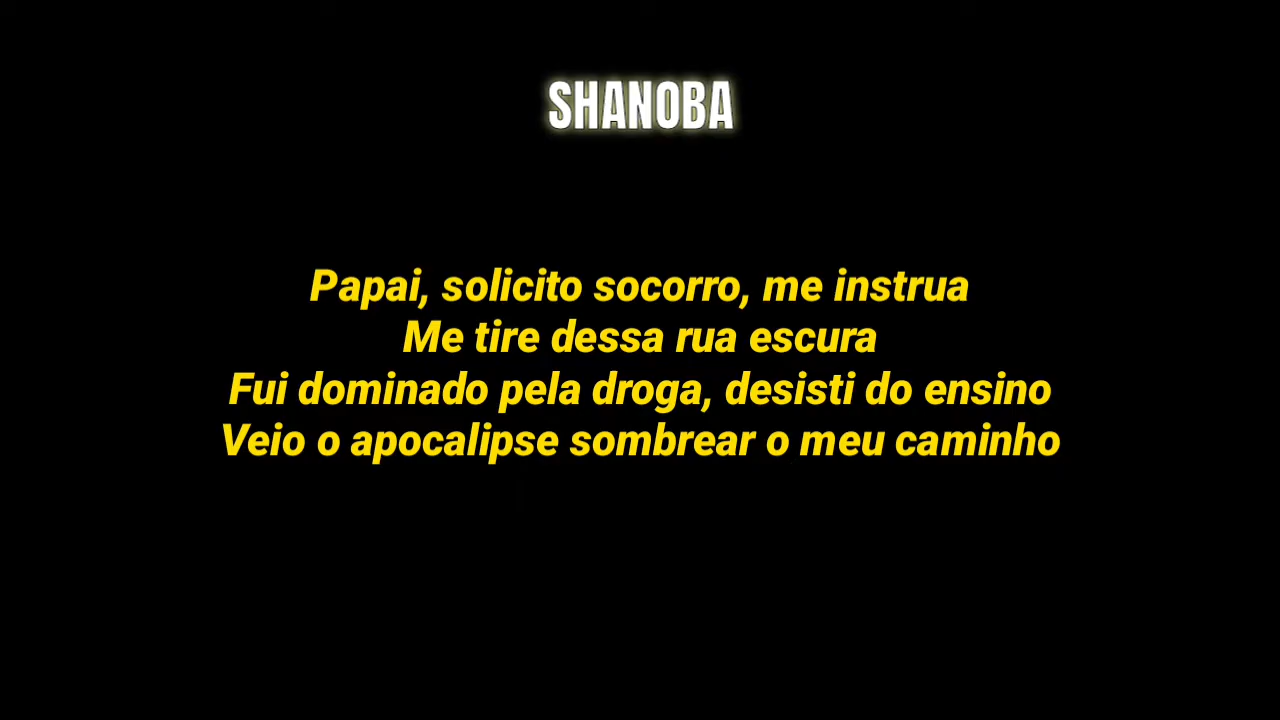 SHANOBA
Papai, solicito socorro, me instrua
Me tire dessa rua escura
Fui dominado pela droga, desisti do ensino
Veio o apocalipse sombrear o meu caminho